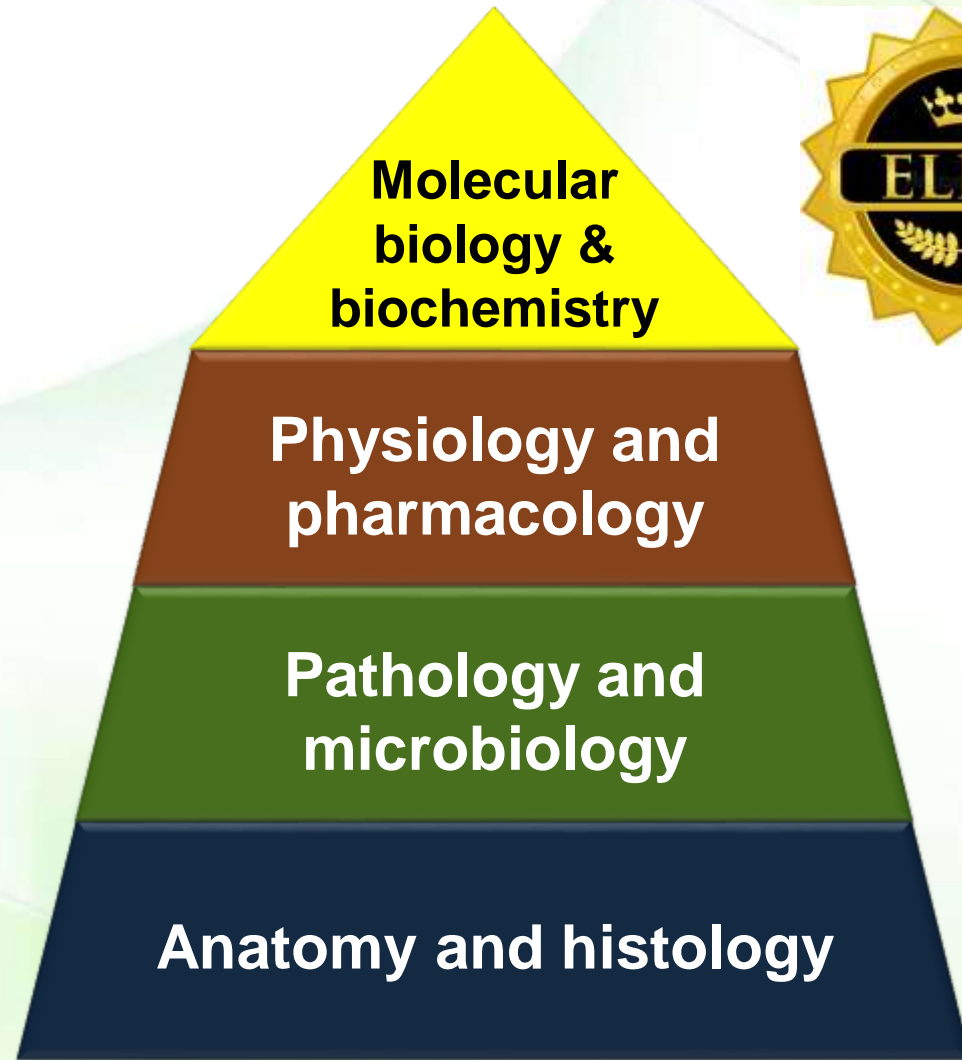 Molecular
biology &
biochemistry
Physiology and
pharmacology
Pathology and
microbiology
Anatomy and histology